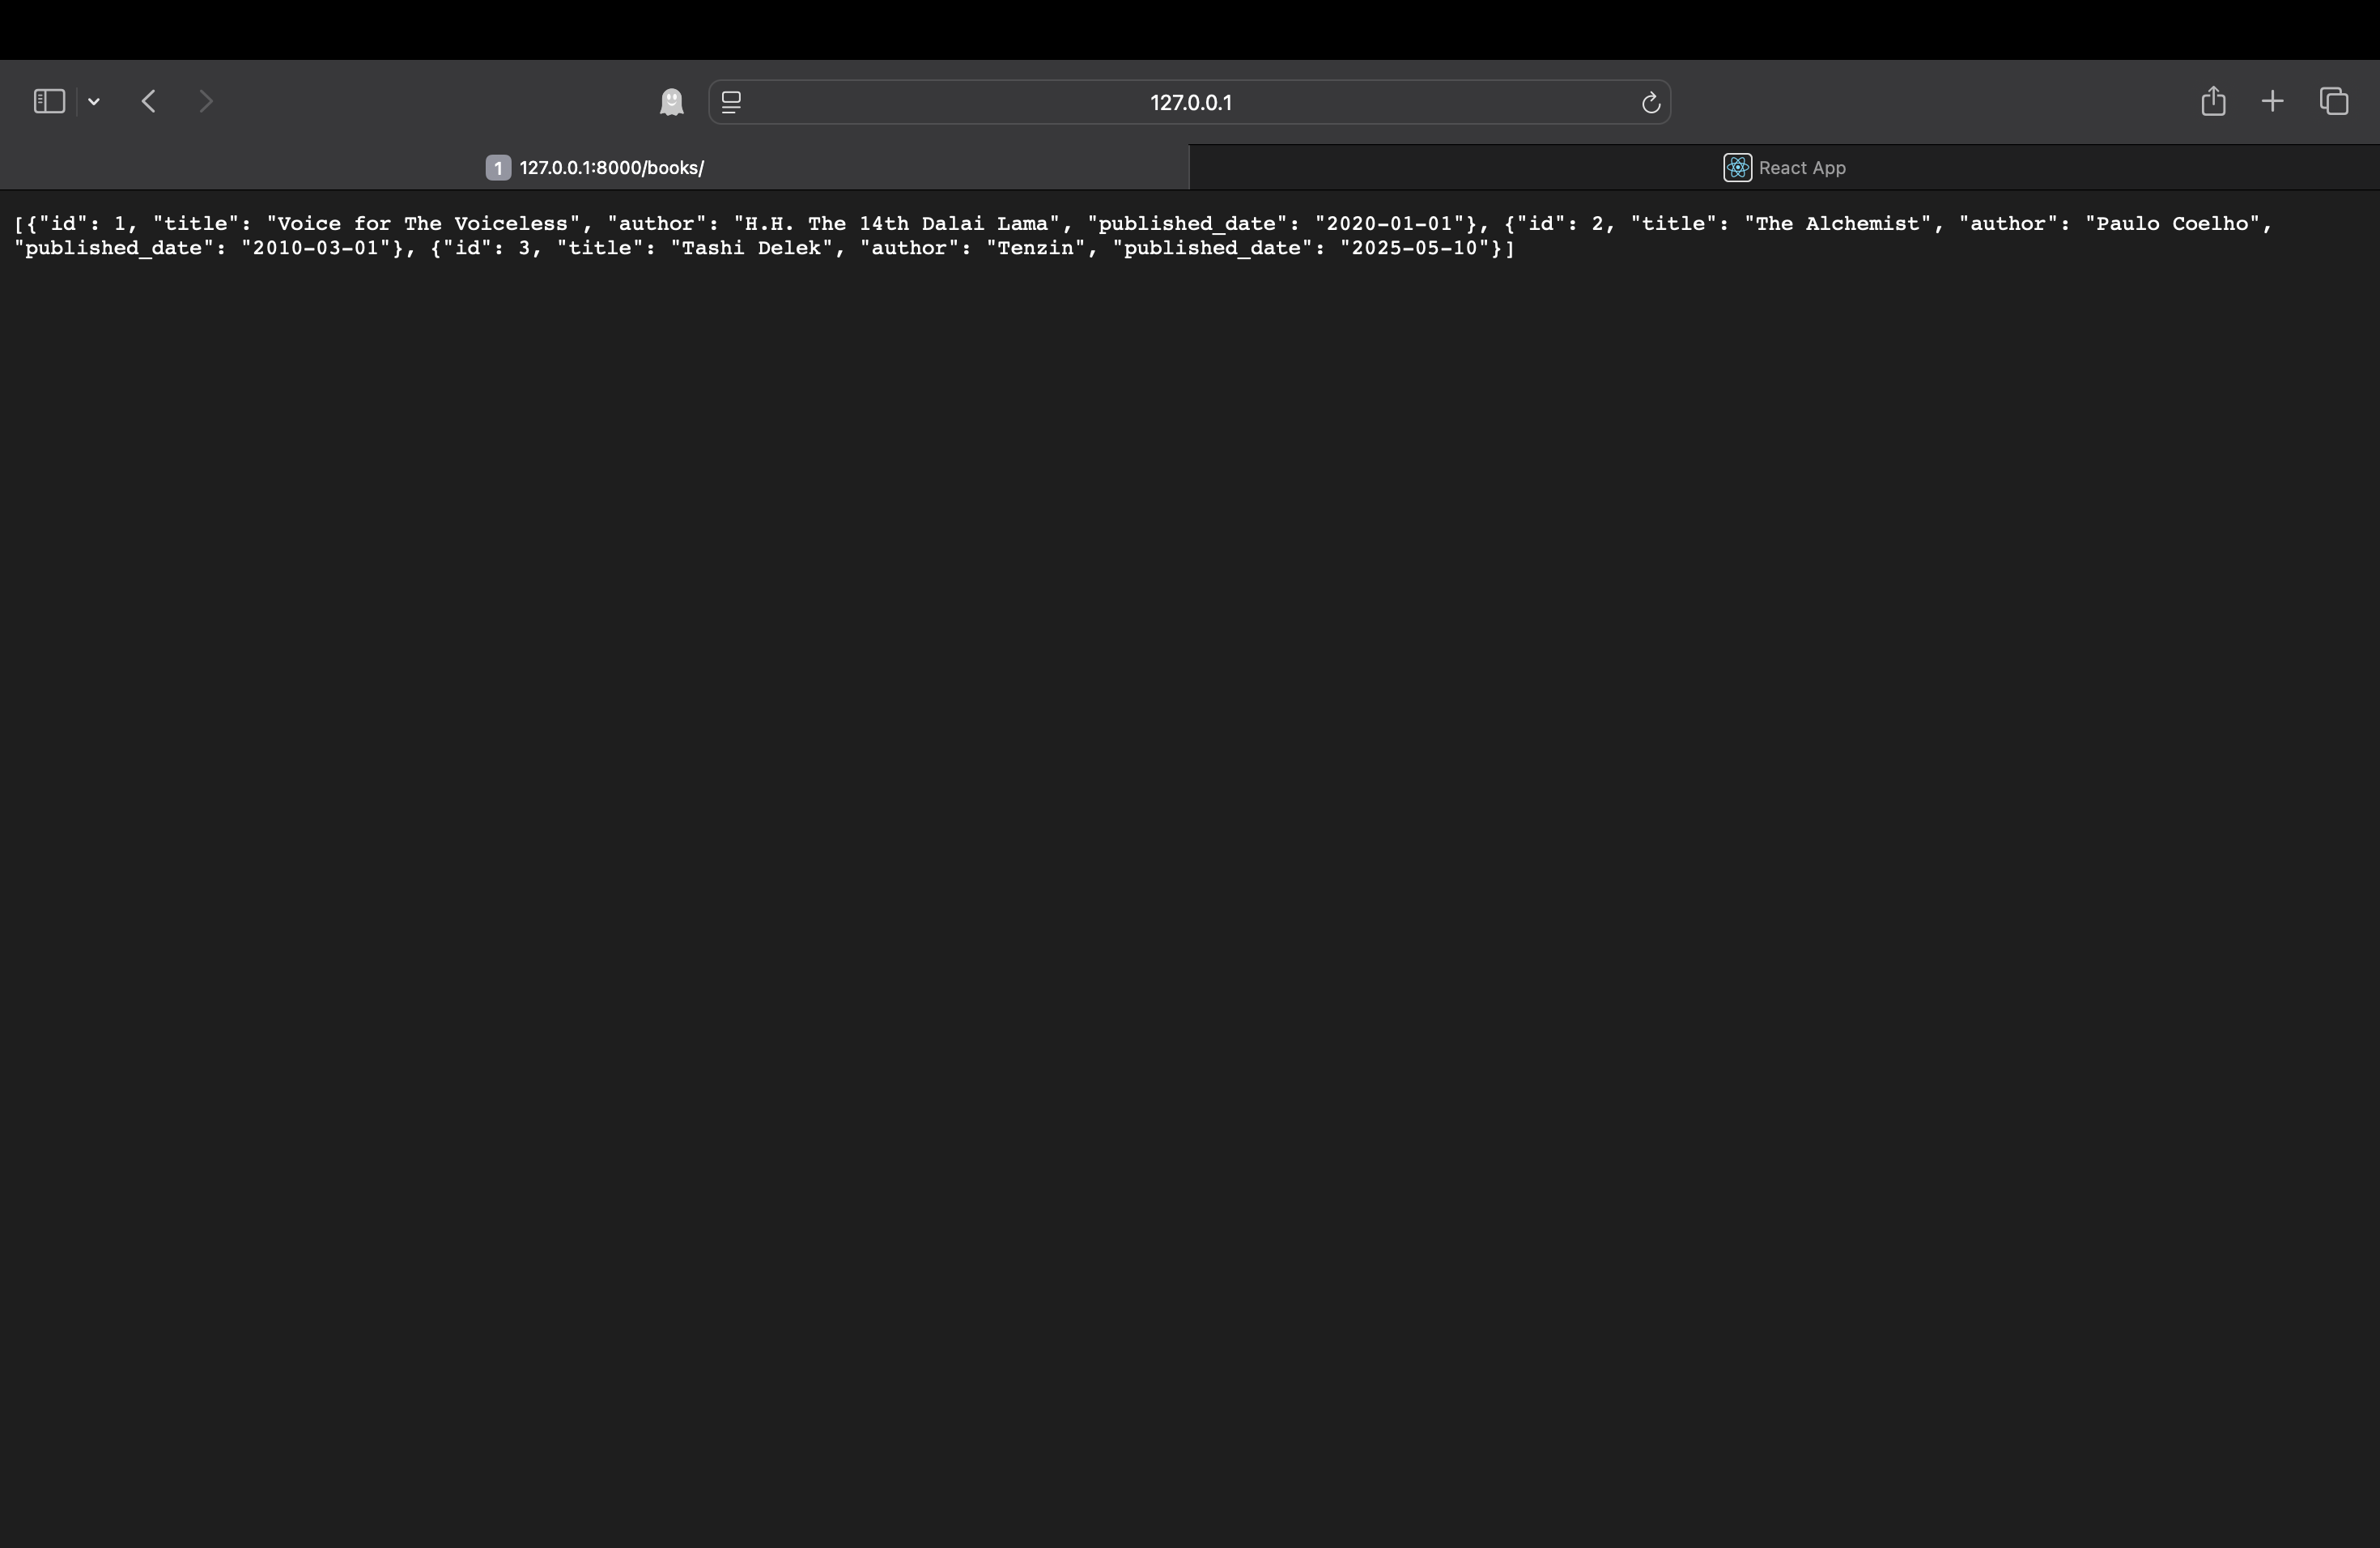 127.0.0.1
1 127.0.0.1:8000/books/
React App
[{"id": 1, "title": "Voice for The Voiceless", "author": "H.H. The 14th Dalai Lama", "published_date": "2020-01-01"}, {"id": 2, "title": "The Alchemist", "author": "Paulo Coelho",
"published_date": "2010-03-01"}, {"id": 3, "title": "Tashi Delek", "author": "Tenzin", "published_date": "2025-05-10"}]